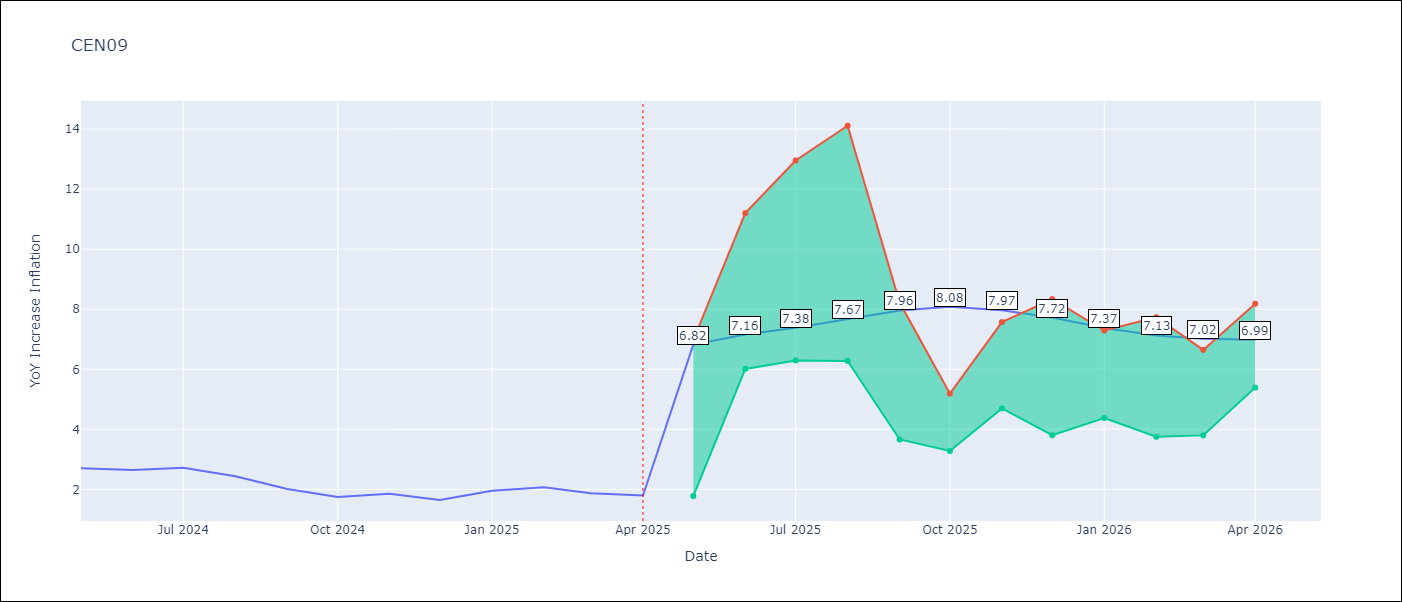 CEN09
YoY Increase Inflation
14
12
10
8
6
4
2
6.82
7.16
7.38
7.67
7.96
8.08
7.97
7.72
7.37
7.13
7.02
6.99
Jul 2024
Oct 2024
Jan 2025
Apr 2025
Jul 2025
Oct 2025
Jan 2026
Apr 2026
Date